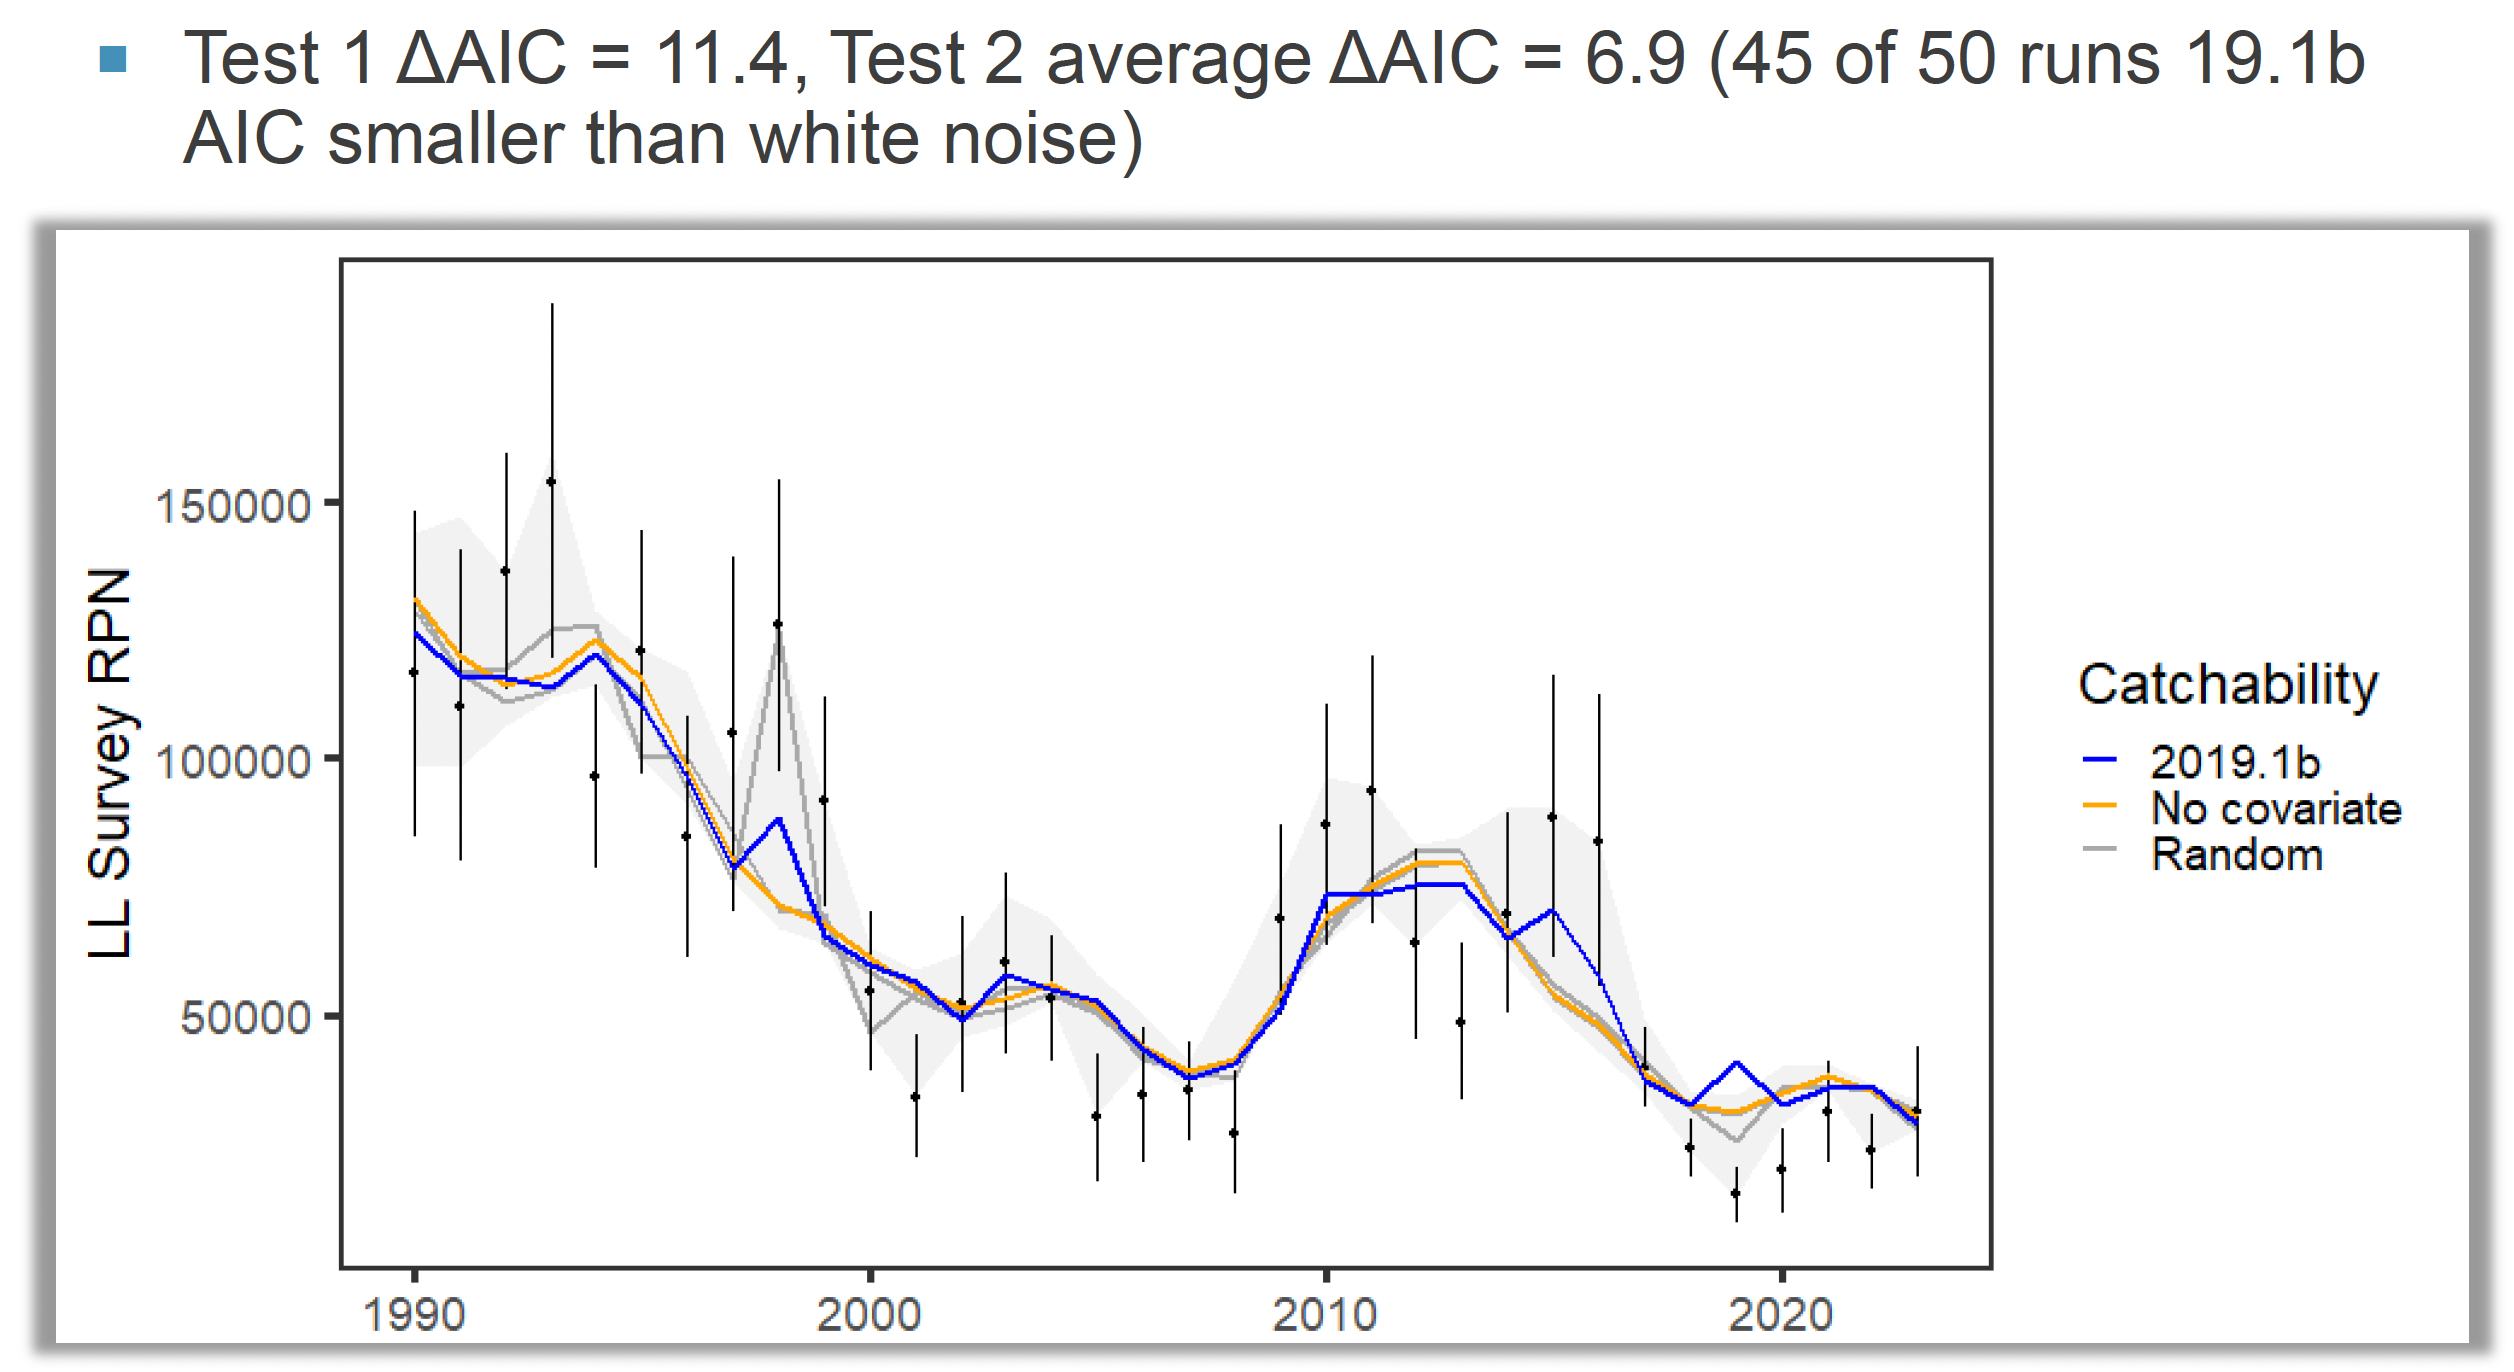 ▪ Test 1 ΔAIC = 11.4, Test 2 average ΔAIC = 6.9 (45 of 50 runs 19.1b
AIC smaller than white noise)
LL Survey RPN
150000
100000
50000
1990
2000
2010
2020
Catchability
2019.1b
No covariate
Random